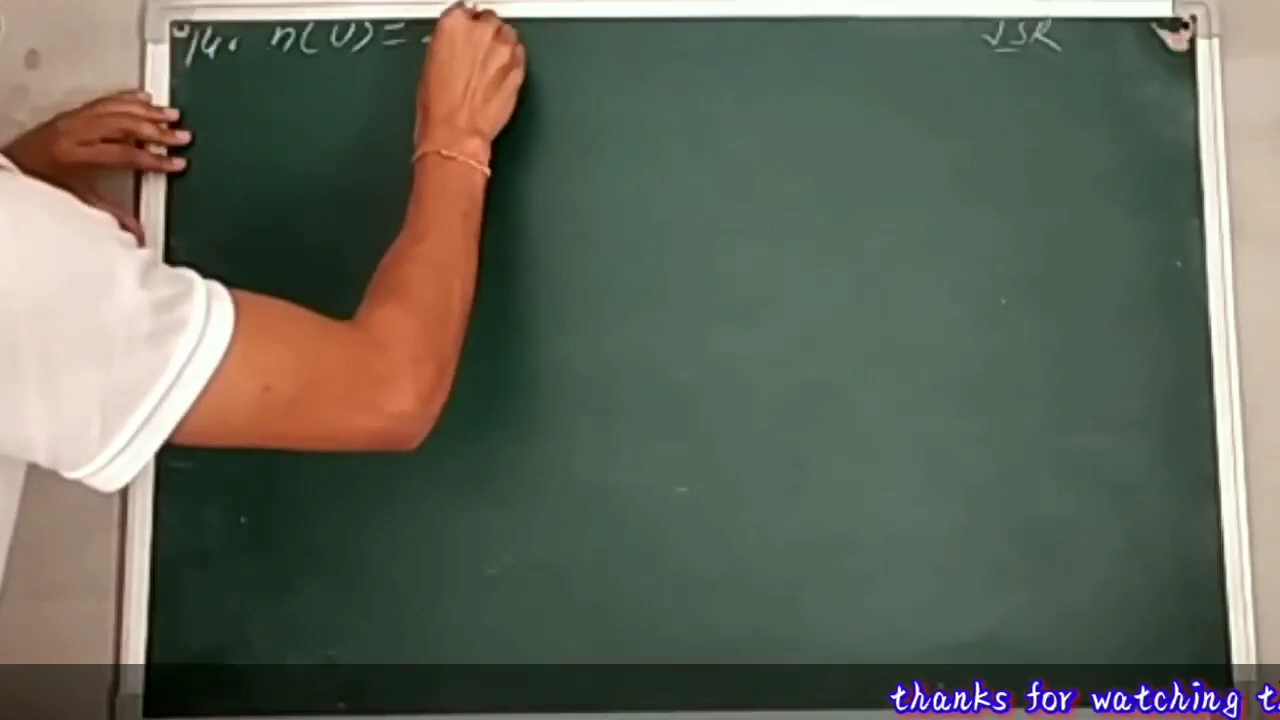 14. n(U) =
JSR
thanks for watching t